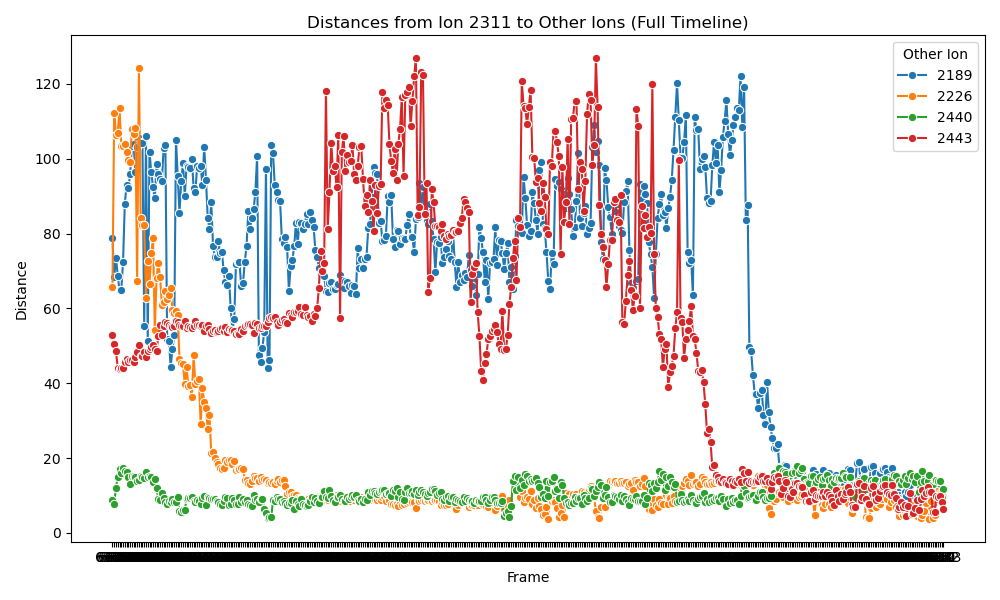 Distances from Ion 2311 to Other Ions (Full Timeline)
Other Ion
2189
2226
2440
2443
120
100
80
60
40
20
0
Distance
Frame